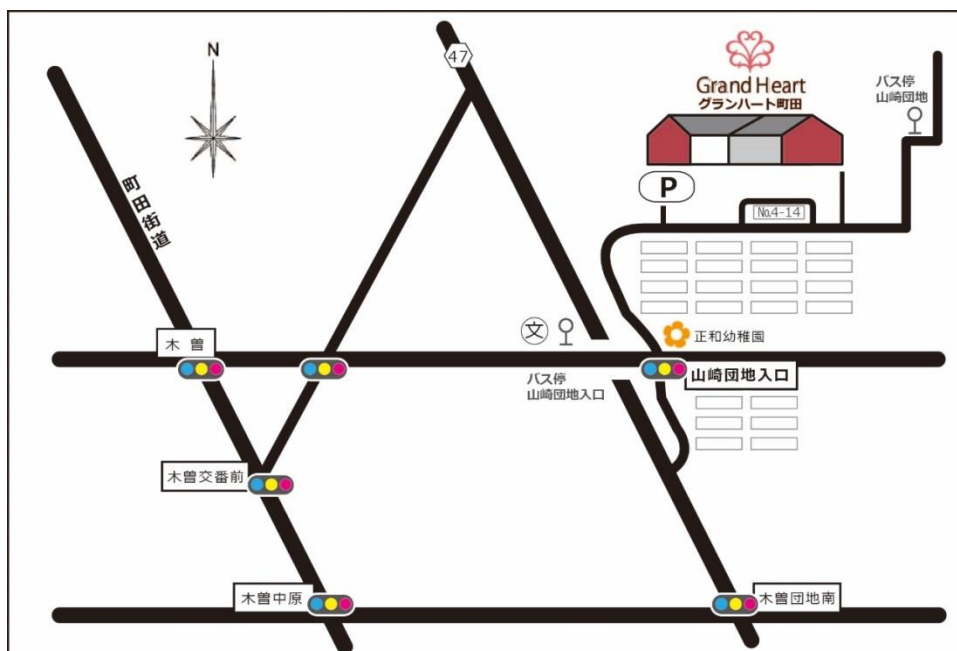 N
47
Grand Heart
グランハート町田
バス停
山崎団地
P
No.4-14
町田街道
木曽
文
正和幼稚園
バス停
山崎団地入口
山崎団地入口
木曽交番前
木曽中原
木曽団地南